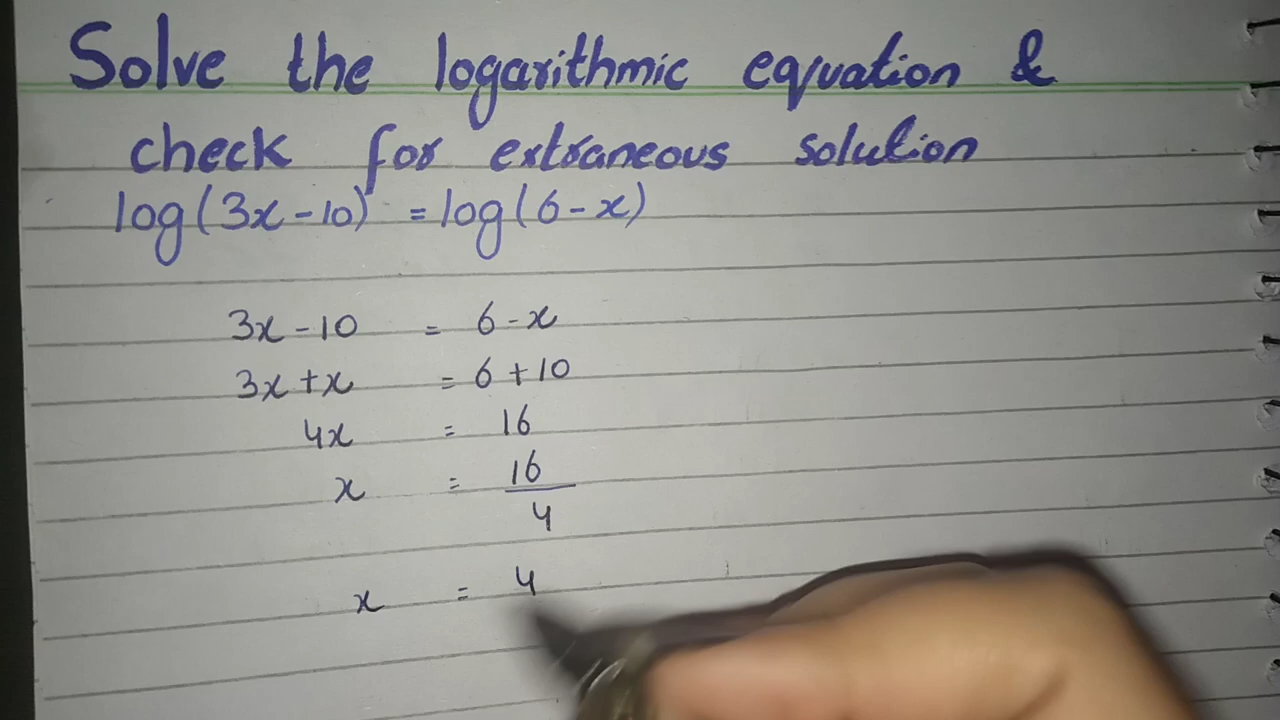 Solve the logarithmic equation &
check for extraneous solution
log(3x-10) = log(6-x)
3x-10 = 6-x
3x+x = 6+10
4x = 16
x = 16/4
x = 4